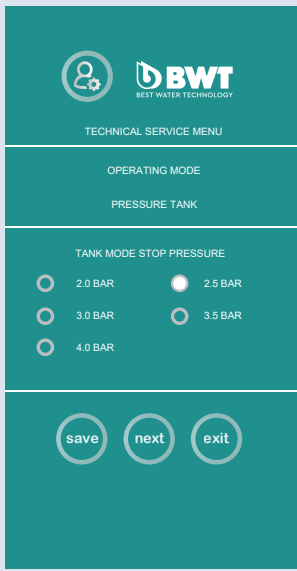 BWT
BEST WATER TECHNOLOGY
TECHNICAL SERVICE MENU
OPERATING MODE
PRESSURE TANK
TANK MODE STOP PRESSURE
2.0 BAR 2.5 BAR
3.0 BAR 3.5 BAR
4.0 BAR
save next exit